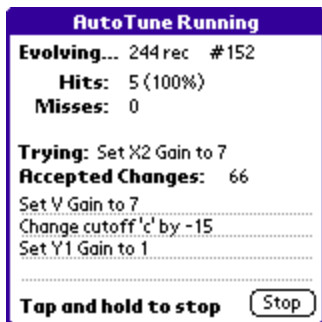 AutoTune Running
Evolving... 244 rec #152
Hits: 5 (100%)
Misses: 0
Trying: Set X2 Gain to 7
Accepted Changes: 66
Set V Gain to 7
Change cutoff 'c' by -15
Set Y1 Gain to 1
Tap and hold to stop Stop